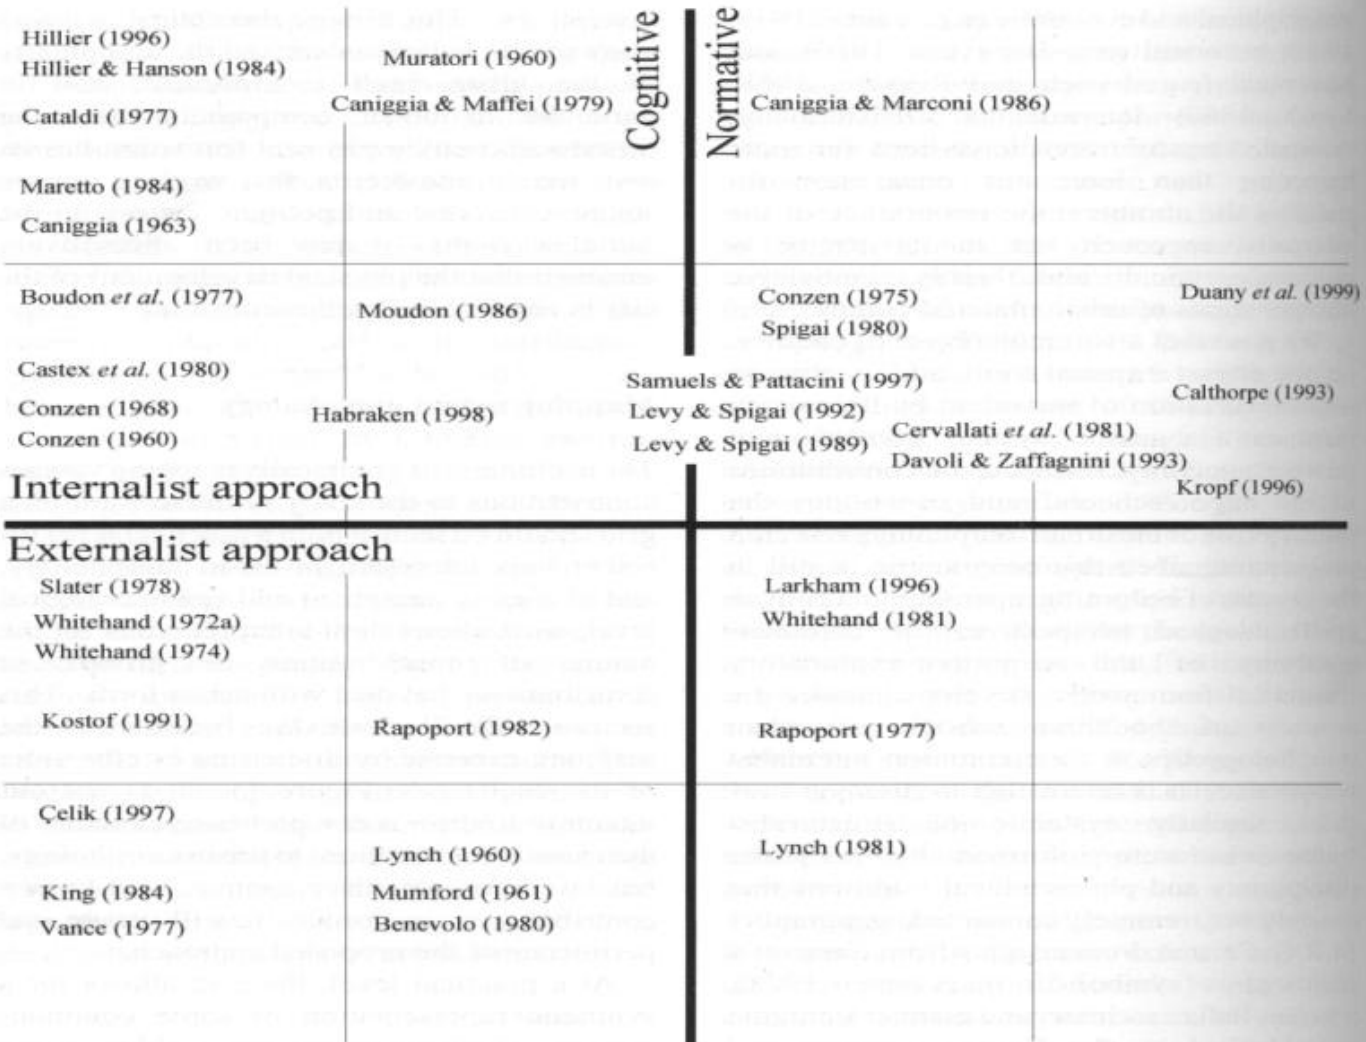 Cognitive
Normative
Hillier (1996)
Hillier & Hanson (1984)
Muratori (1960)
Caniggia & Maffei (1979)
Caniggia & Marconi (1986)
Cataldi (1977)
Maretto (1984)
Caniggia (1963)
Boudon et al. (1977)
Moudon (1986)
Conzen (1975)
Spigai (1980)
Duany et al. (1999)
Castex et al. (1980)
Samuels & Pattacini (1997)
Calthorpe (1993)
Conzen (1968)
Habraken (1998)
Levy & Spigai (1992)
Conzen (1960)
Levy & Spigai (1989)
Cervallati et al. (1981)
Davoli & Zaffagnini (1993)
Kropf (1996)
Internalist approach
Externalist approach
Slater (1978)
Larkham (1996)
Whitehand (1972a)
Whitehand (1981)
Whitehand (1974)
Kostof (1991)
Rapoport (1982)
Rapoport (1977)
Çelik (1997)
Lynch (1960)
Lynch (1981)
King (1984)
Mumford (1961)
Vance (1977)
Benevolo (1980)